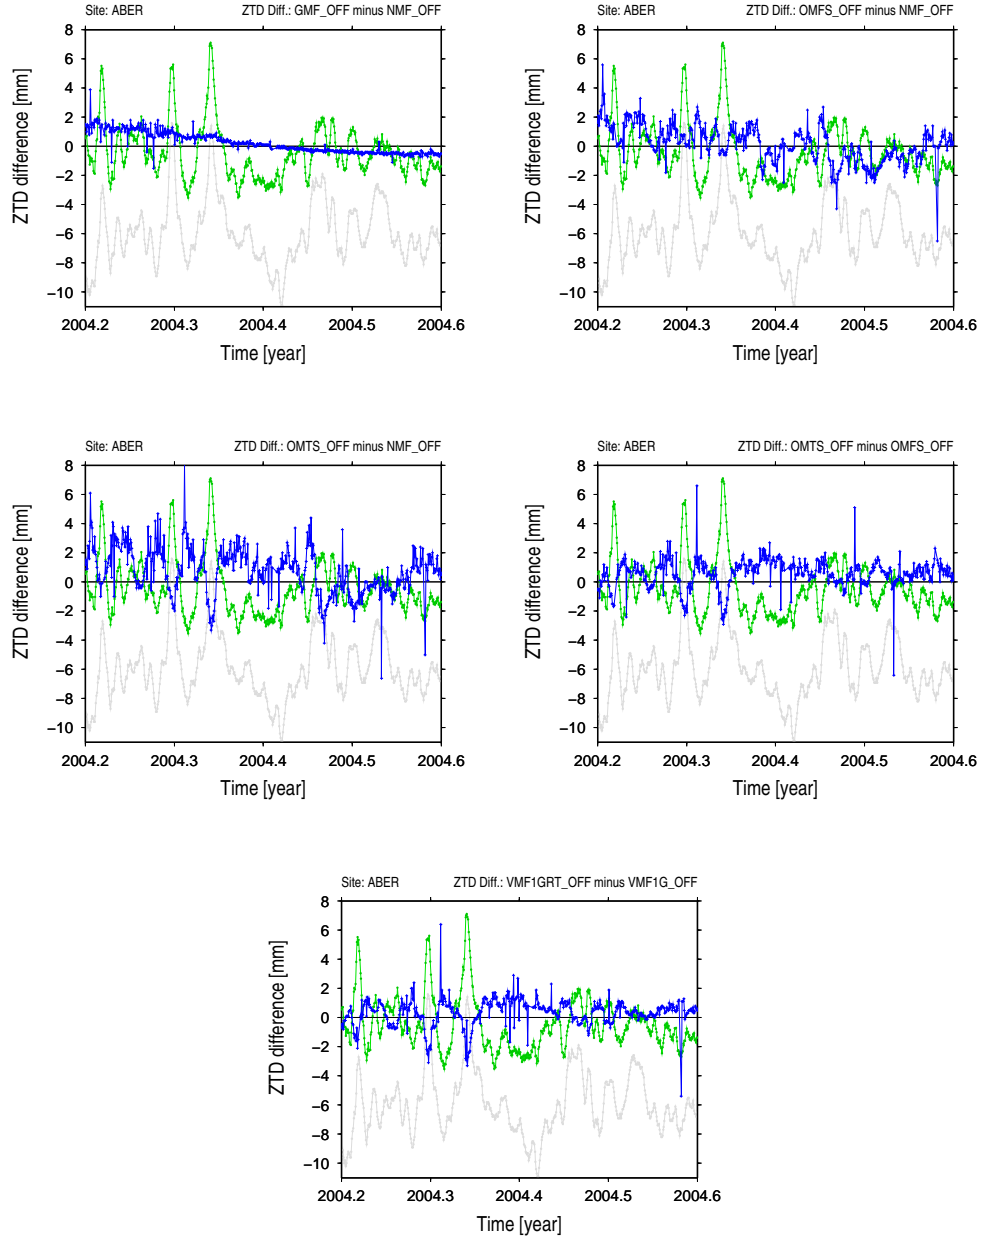 Site: ABER ZTD Diff.: GMF_OFF minus NMF_OFF
8
6
4
2
0
−2
−4
−6
−8
−10
ZTD difference [mm]
2004.2 2004.3 2004.4 2004.5 2004.6
Time [year]
Site: ABER ZTD Diff.: OMFS_OFF minus NMF_OFF
8
6
4
2
0
−2
−4
−6
−8
−10
ZTD difference [mm]
2004.2 2004.3 2004.4 2004.5 2004.6
Time [year]
Site: ABER ZTD Diff.: OMTS_OFF minus NMF_OFF
8
6
4
2
0
−2
−4
−6
−8
−10
ZTD difference [mm]
2004.2 2004.3 2004.4 2004.5 2004.6
Time [year]
Site: ABER ZTD Diff.: OMTS_OFF minus OMFS_OFF
8
6
4
2
0
−2
−4
−6
−8
−10
ZTD difference [mm]
2004.2 2004.3 2004.4 2004.5 2004.6
Time [year]
Site: ABER ZTD Diff.: VMF1GRT_OFF minus VMF1G_OFF
8
6
4
2
0
−2
−4
−6
−8
−10
ZTD difference [mm]
2004.2 2004.3 2004.4 2004.5 2004.6
Time [year]